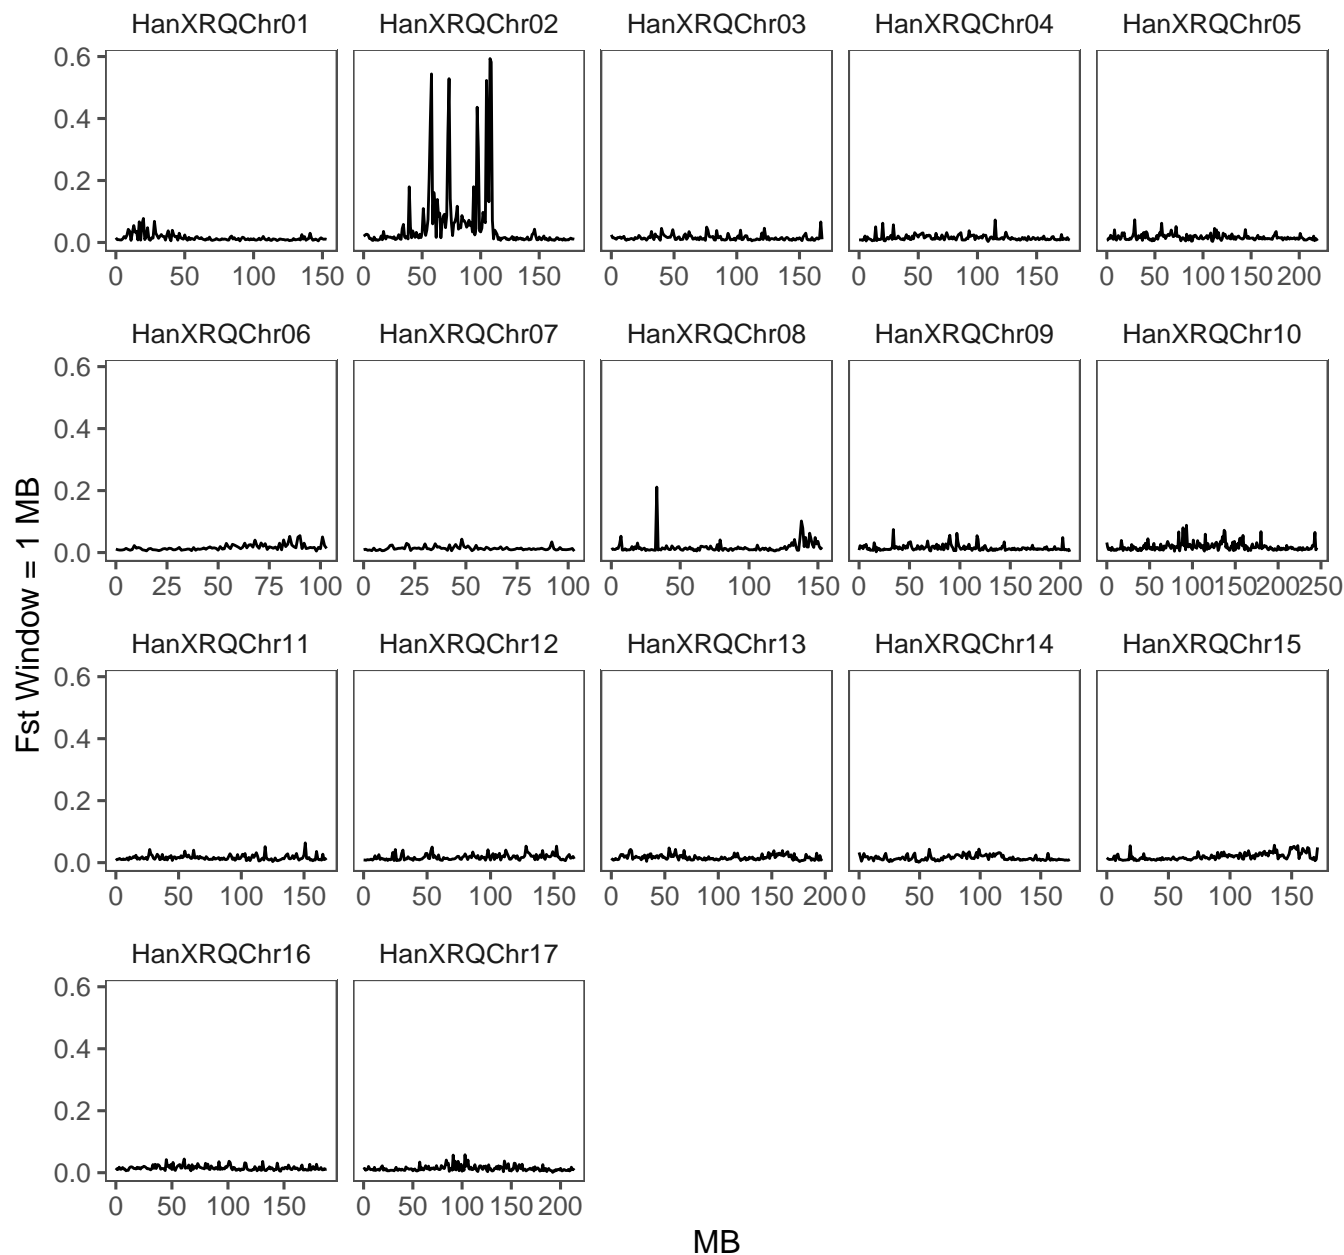 HanXRQChr01 HanXRQChr02 HanXRQChr03 HanXRQChr04 HanXRQChr05
0.6
0.4
0.2
0.0
0 50 100 150 0 50 100 150 0 50 100 150 0 50 100 150 0 50 100 150 200
HanXRQChr06 HanXRQChr07 HanXRQChr08 HanXRQChr09 HanXRQChr10
0.6
0.4
0.2
0.0
0 25 50 75 100 0 25 50 75 100 0 50 100 150 0 50 100 150 200 0 50 100 150 200 250
Fst Window = 1 MB
HanXRQChr11 HanXRQChr12 HanXRQChr13 HanXRQChr14 HanXRQChr15
0.6
0.4
0.2
0.0
0 50 100 150 0 50 100 150 0 50 100 150 200 0 50 100 150 0 50 100 150
HanXRQChr16 HanXRQChr17
0.6
0.4
0.2
0.0
0 50 100 150 0 50 100 150 200
MB